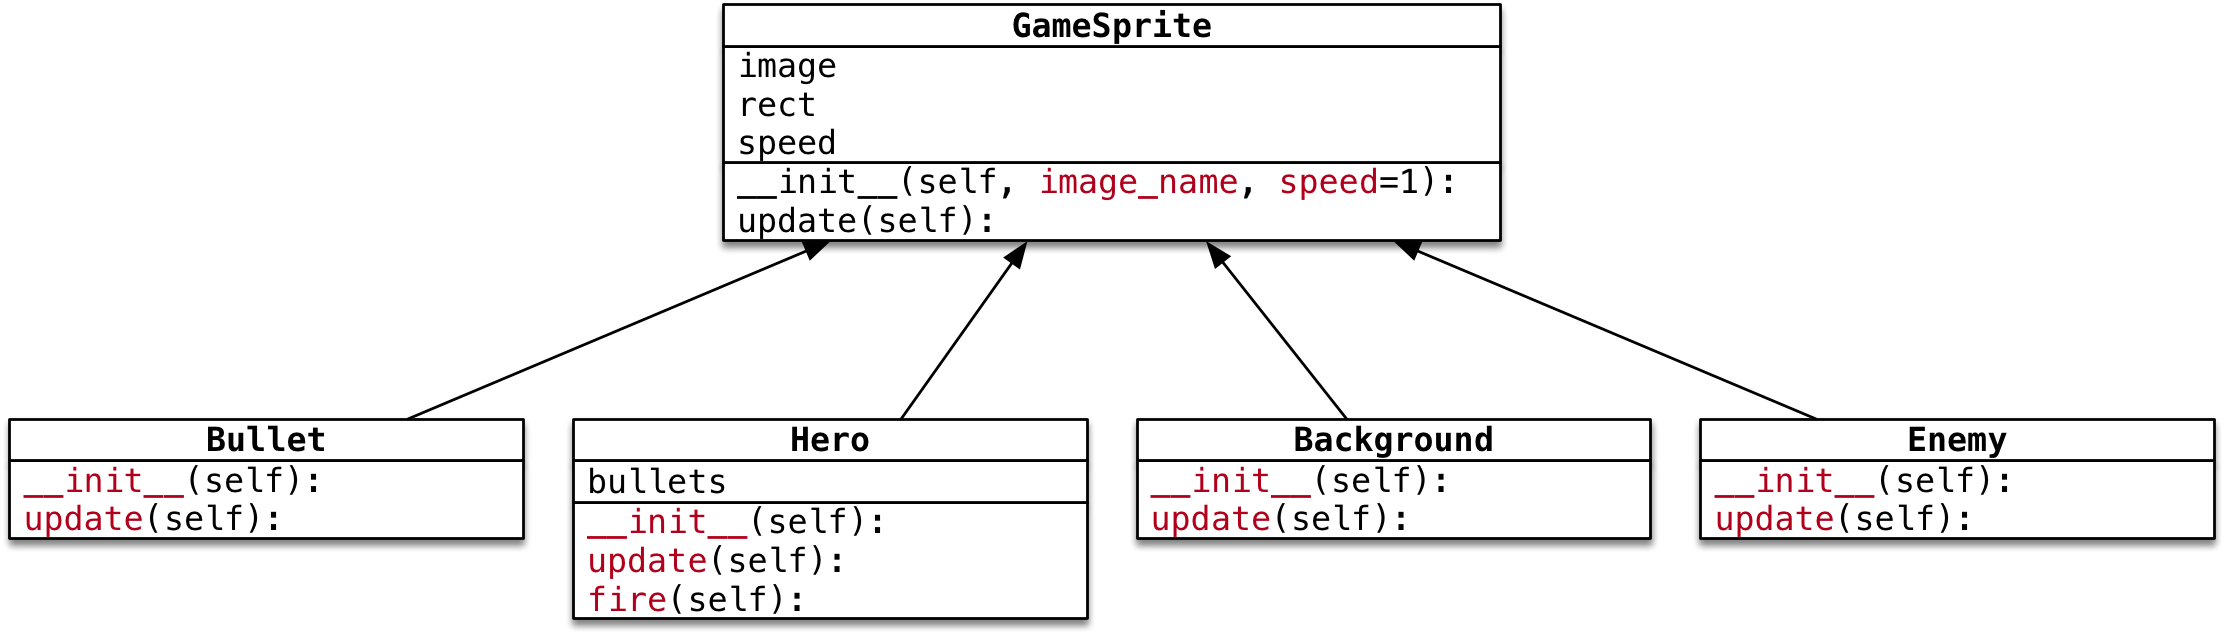 GameSprite
image
rect
speed
__init__(self, image_name, speed=1):
update(self):
Bullet
__init__(self):
update(self):
Hero
bullets
__init__(self):
update(self):
fire(self):
Background
__init__(self):
update(self):
Enemy
__init__(self):
update(self):